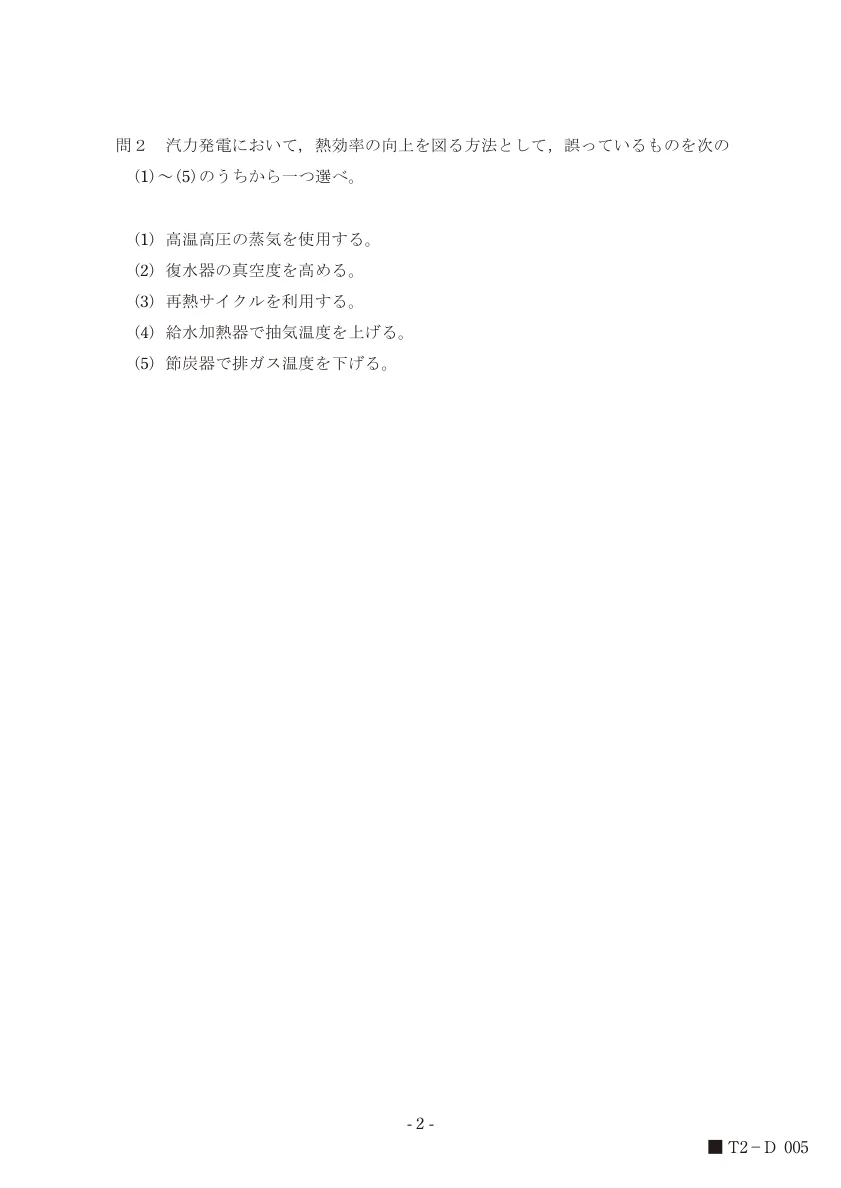 問２　汽力発電において，熱効率の向上を図る方法として，誤っているものを次の
(1)～(5)のうちから一つ選べ。
(1) 高温高圧の蒸気を使用する。
(2) 復水器の真空度を高める。
(3) 再熱サイクルを利用する。
(4) 給水加熱器で抽気温度を上げる。
(5) 節炭器で排ガス温度を下げる。
- 2 -
■ T2－D 005